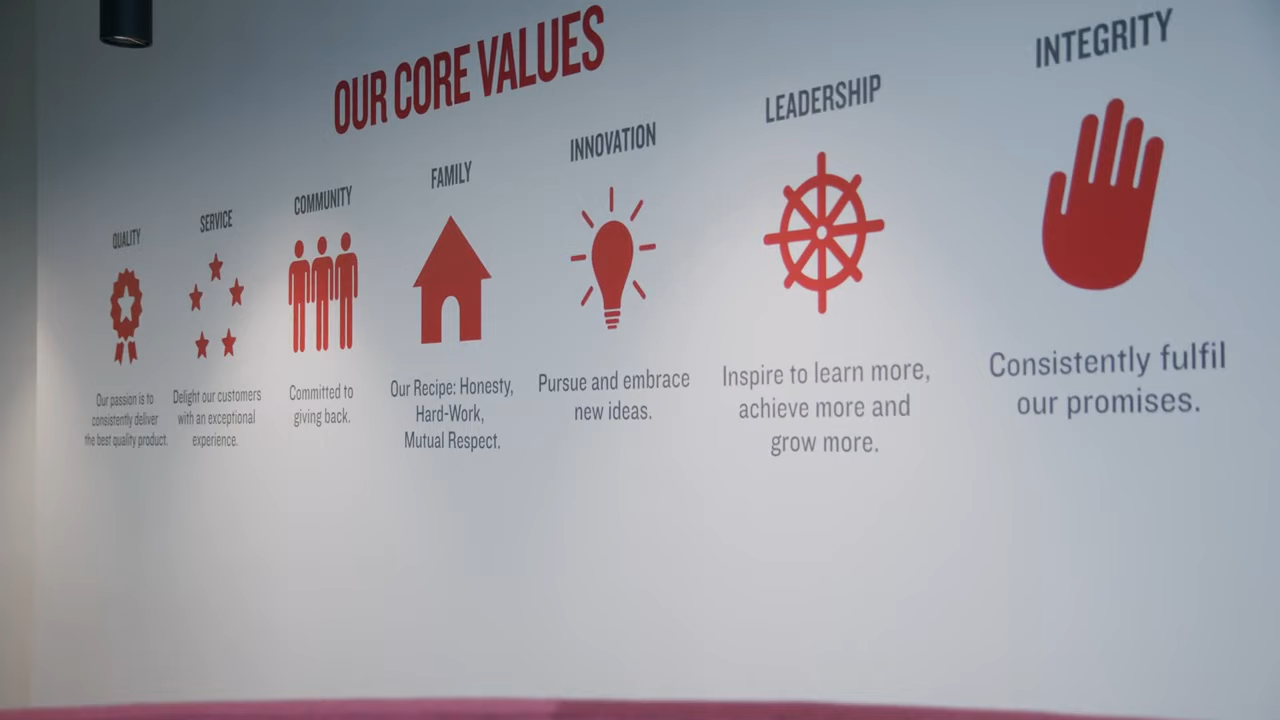 OUR CORE VALUES
QUALITY
Our passion is to
consistently deliver
the best quality product.
SERVICE
Delight our customers
with an exceptional
experience.
COMMUNITY
Committed to
giving back.
FAMILY
Our Recipe: Honesty,
Hard-Work,
Mutual Respect.
INNOVATION
Pursue and embrace
new ideas.
LEADERSHIP
Inspire to learn more,
achieve more and
grow more.
INTEGRITY
Consistently fulfil
our promises.